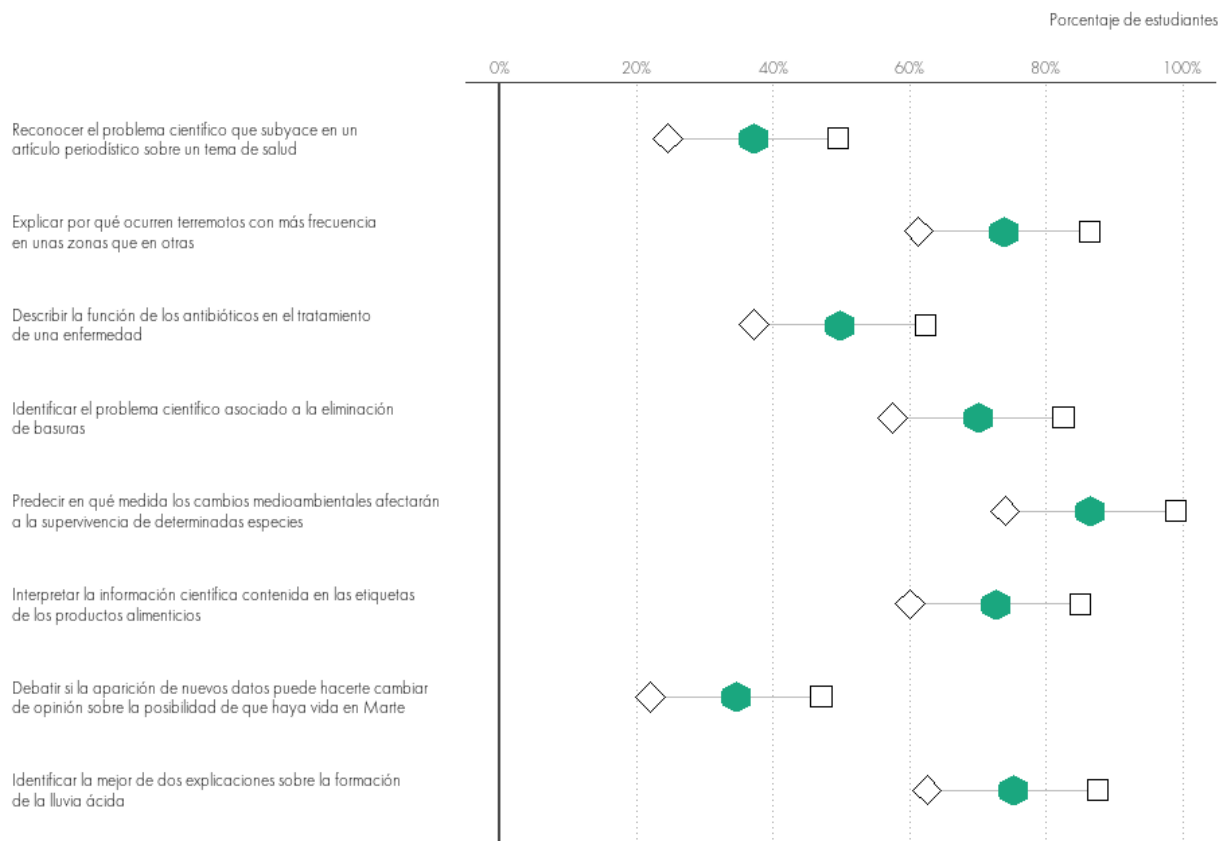 Porcentaje de estudiantes
0% 20% 40% 60% 80% 100%
Reconocer el problema científico que subyace en un
artículo periodístico sobre un tema de salud
Explicar por qué ocurren terremotos con más frecuencia
en unas zonas que en otras
Describir la función de los antibióticos en el tratamiento
de una enfermedad
Identificar el problema científico asociado a la eliminación
de basuras
Predecir en qué medida los cambios medioambientales afectarán
a la supervivencia de determinadas especies
Interpretar la información científica contenida en las etiquetas
de los productos alimenticios
Debatir si la aparición de nuevos datos puede hacerte cambiar
de opinión sobre la posibilidad de que haya vida en Marte
Identificar la mejor de dos explicaciones sobre la formación
de la lluvia ácida